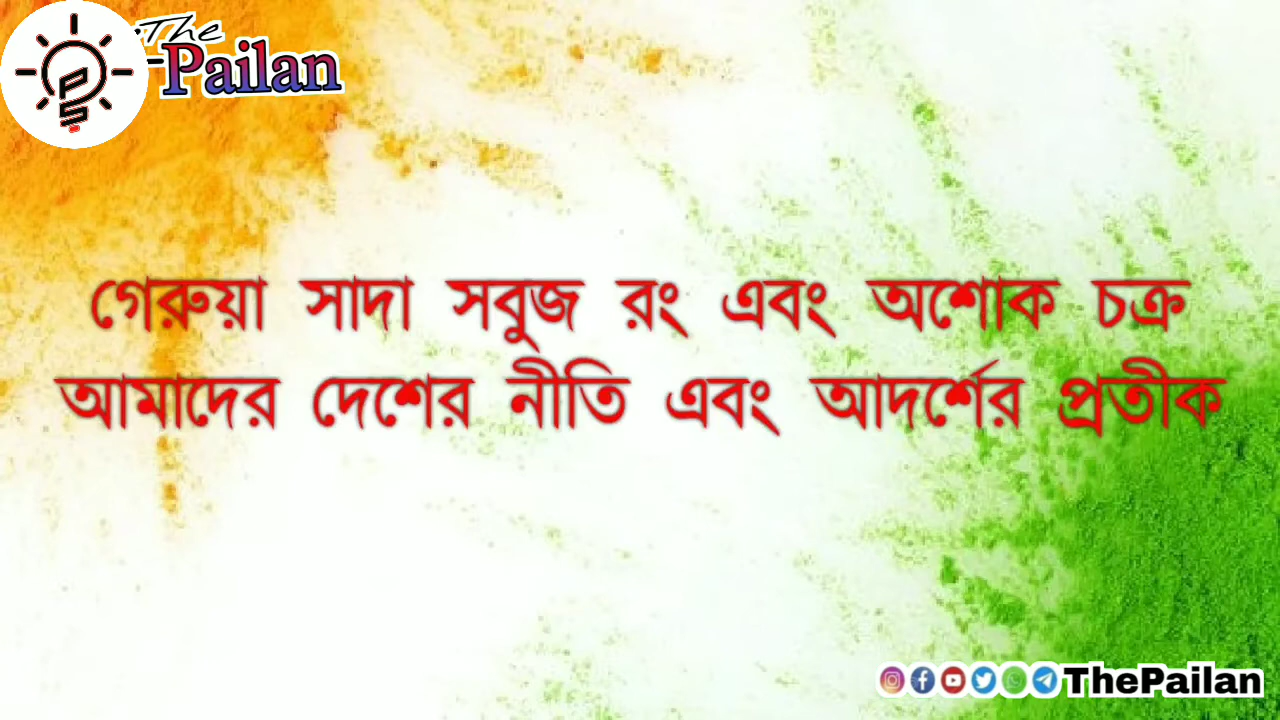 The
Pailan
গেরুয়া সাদা সবুজ রং এবং অশোক চক্র
আমাদের দেশের নীতি এবং আদর্শের প্রতীক
ThePailan